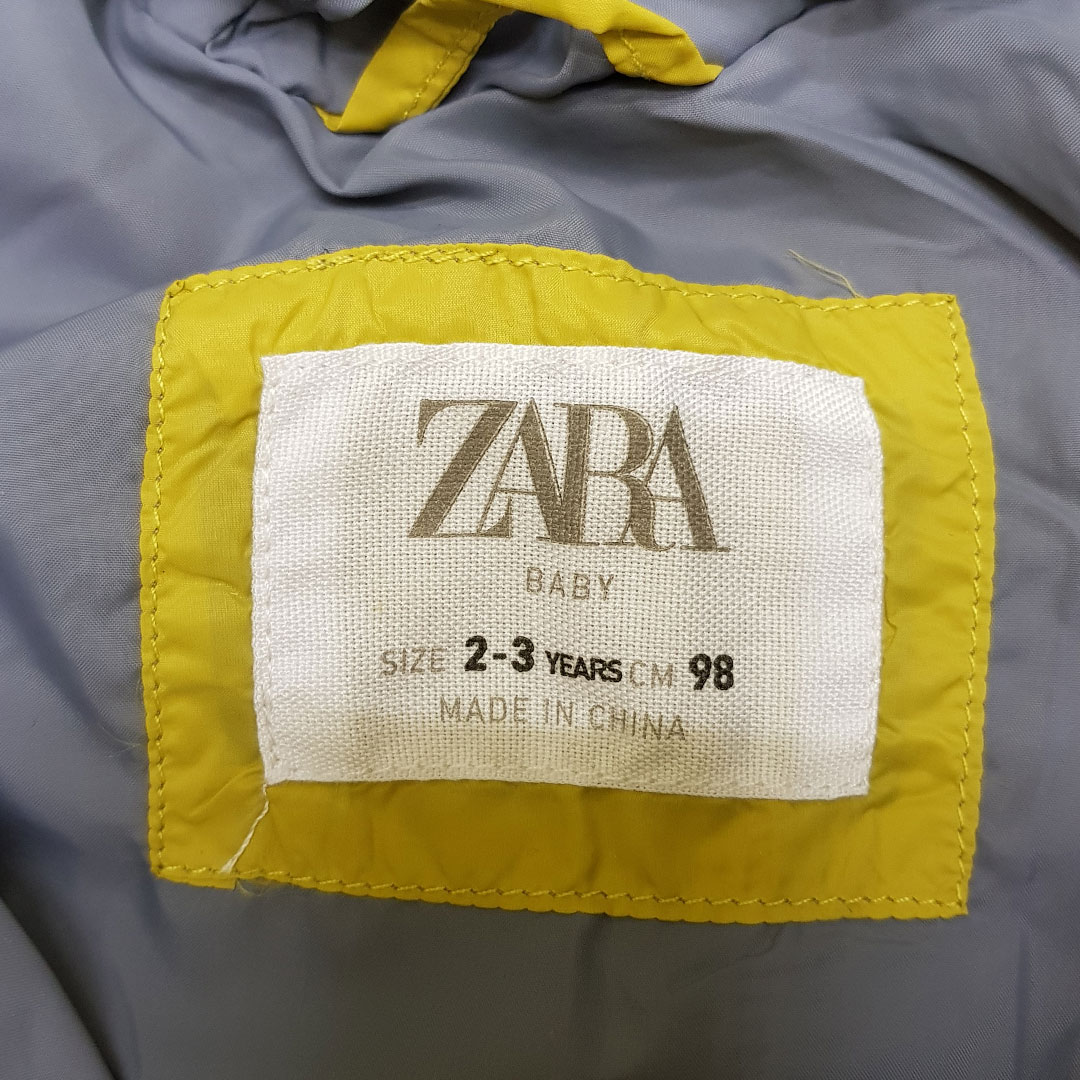 ZARA
BABY
SIZE 2-3 YEARS CM 98
MADE IN CHINA